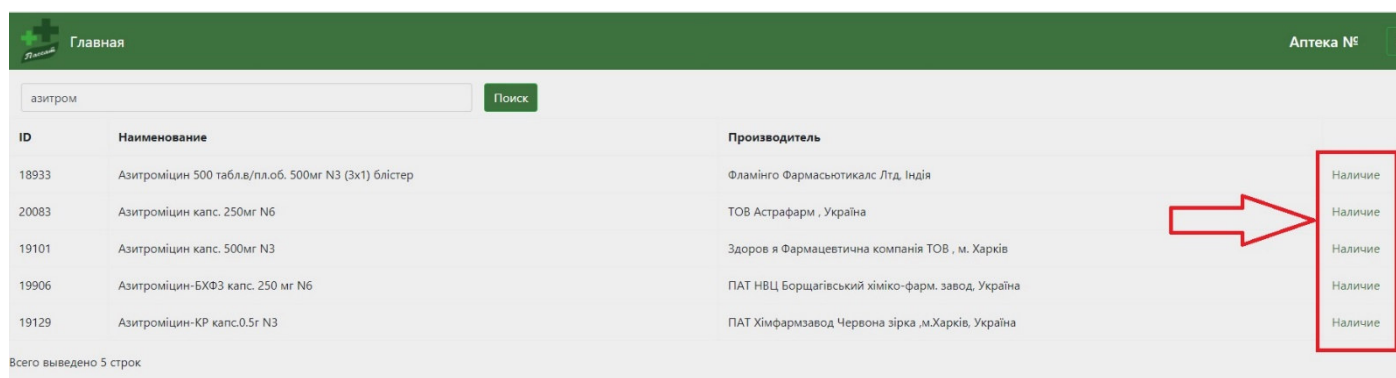 Пассат Главная Аптека №
азитром Поиск
ID Наименование Производитель
18933 Азитроміцин 500 табл.в/пл.об. 500мг N3 (3х1) блістер Фламінго Фармасьютикалс Лтд, Індія Наличие
20083 Азитроміцин капс. 250мг N6 ТОВ Астрафарм , Україна Наличие
19101 Азитроміцин капс. 500мг N3 Здоров я Фармацевтична компанія ТОВ , м. Харків Наличие
19906 Азитроміцин-БХФЗ капс. 250 мг N6 ПАТ НВЦ Борщагівський хіміко-фарм. завод, Україна Наличие
19129 Азитроміцин-КР капс.0.5г N3 ПАТ Хімфармзавод Червона зірка ,м.Харків, Україна Наличие
Всего выведено 5 строк